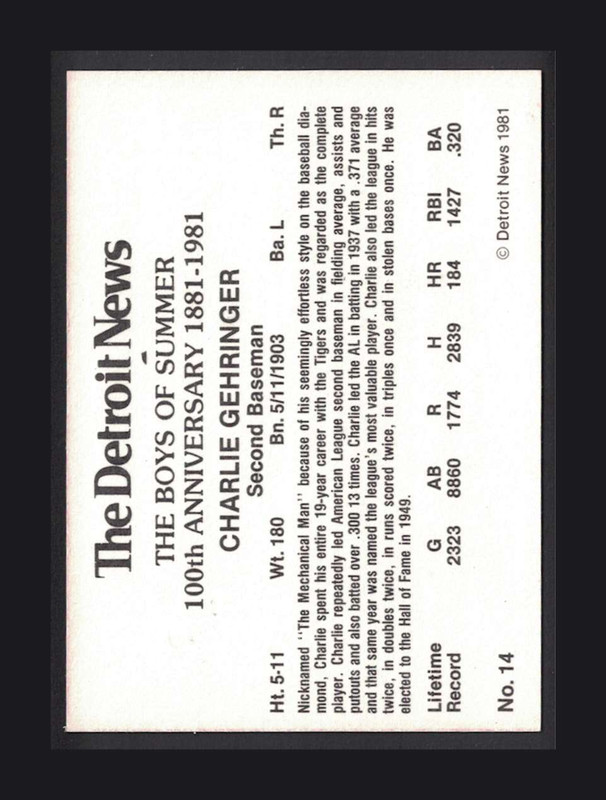 The Detroit News
THE BOYS OF SUMMER
100th ANNIVERSARY 1881-1981
CHARLIE GEHRINGER
Second Baseman
Ht. 5-11 Wt. 180 Bn. 5/11/1903 Ba. L Th. R
Nicknamed ''The Mechanical Man'' because of his seemingly effortless style on the baseball dia-
mond, Charlie spent his entire 19-year career with the Tigers and was regarded as the complete
player. Charlie repeatedly led American League second baseman in fielding average, assists and
putouts and also batted over .300 13 times. Charlie led the AL in batting in 1937 with a .371 average
and that same year was named the league's most valuable player. Charlie also led the league in hits
twice, in doubles twice, in runs scored twice, in triples once and in stolen bases once. He was
elected to the Hall of Fame in 1949.
Lifetime G AB R H HR RBI BA
Record 2323 8860 1774 2839 184 1427 .320
No. 14 © Detroit News 1981